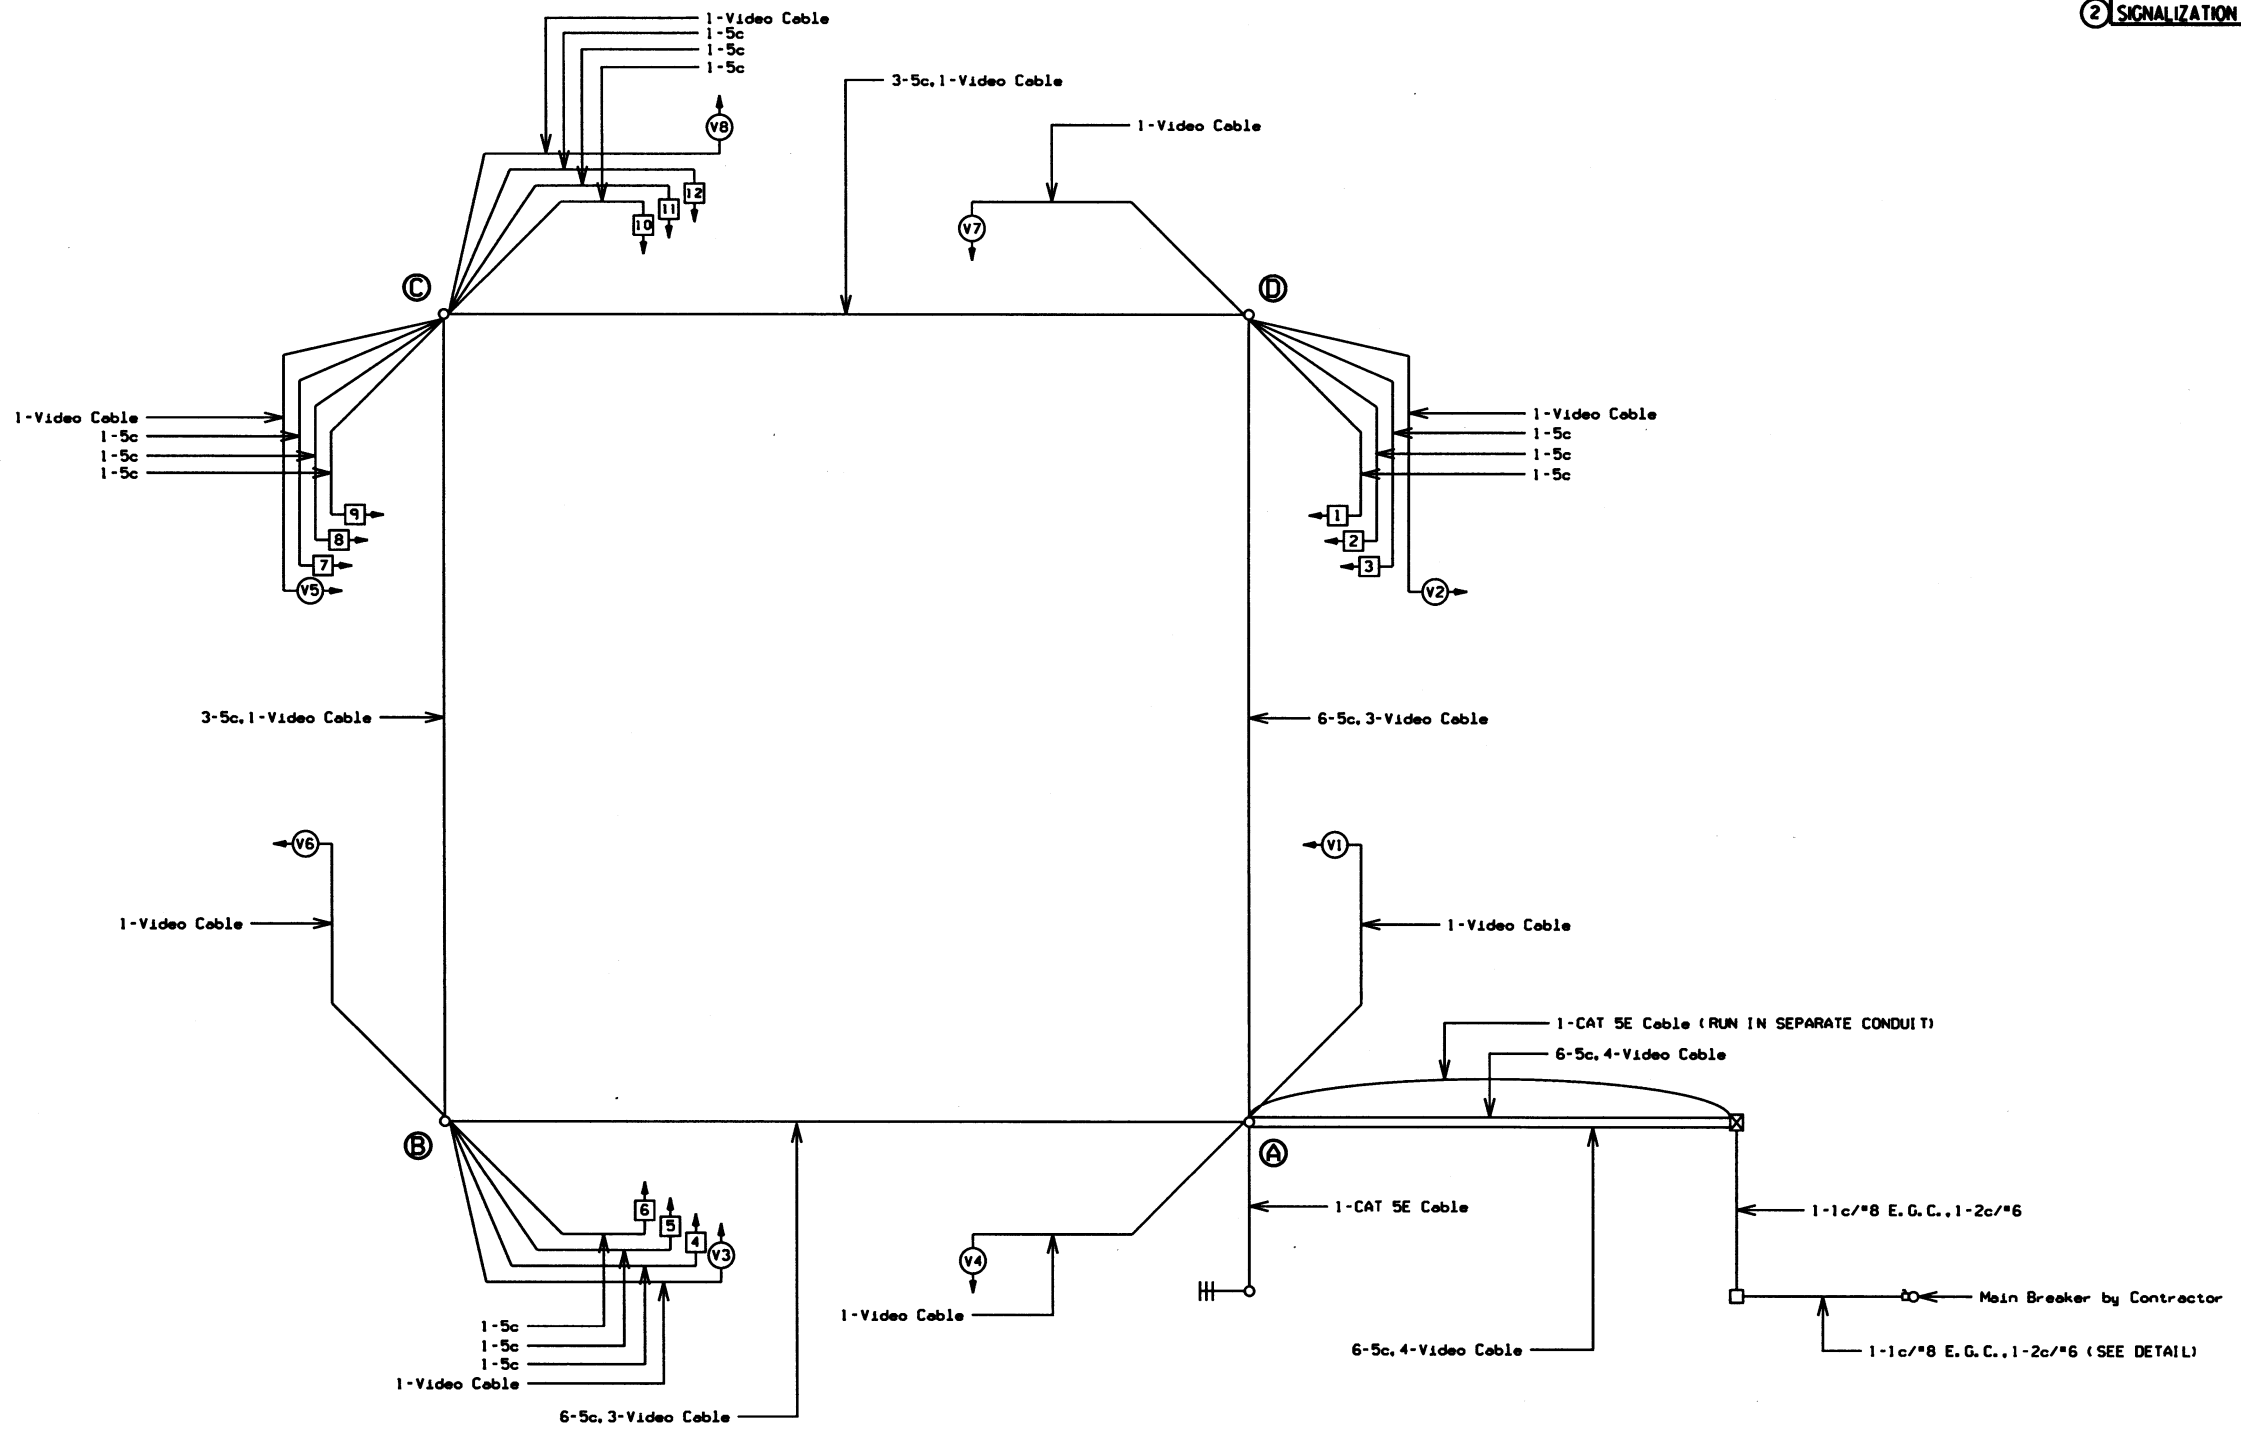 2 SIGNALIZATION
1-Video Cable
1-5c
1-5c
1-5c
3-5c,1-Video Cable
1-Video Cable
V8
12
11
10
V7
C
D
1-Video Cable
1-5c
1-5c
1-5c
1-Video Cable
1-5c
1-5c
1-5c
9
8
7
V5
1
2
3
V2
3-5c,1-Video Cable
6-5c,3-Video Cable
V6
V1
1-Video Cable
1-Video Cable
1-CAT 5E Cable (RUN IN SEPARATE CONDUIT)
6-5c,4-Video Cable
B
A
6
5
4
V3
V4
1-CAT 5E Cable
1-1c/#8 E.G.C.,1-2c/#6
Main Breaker by Contractor
1-Video Cable
1-5c
1-5c
1-5c
1-Video Cable
6-5c,4-Video Cable
1-1c/#8 E.G.C.,1-2c/#6 (SEE DETAIL)
6-5c,3-Video Cable